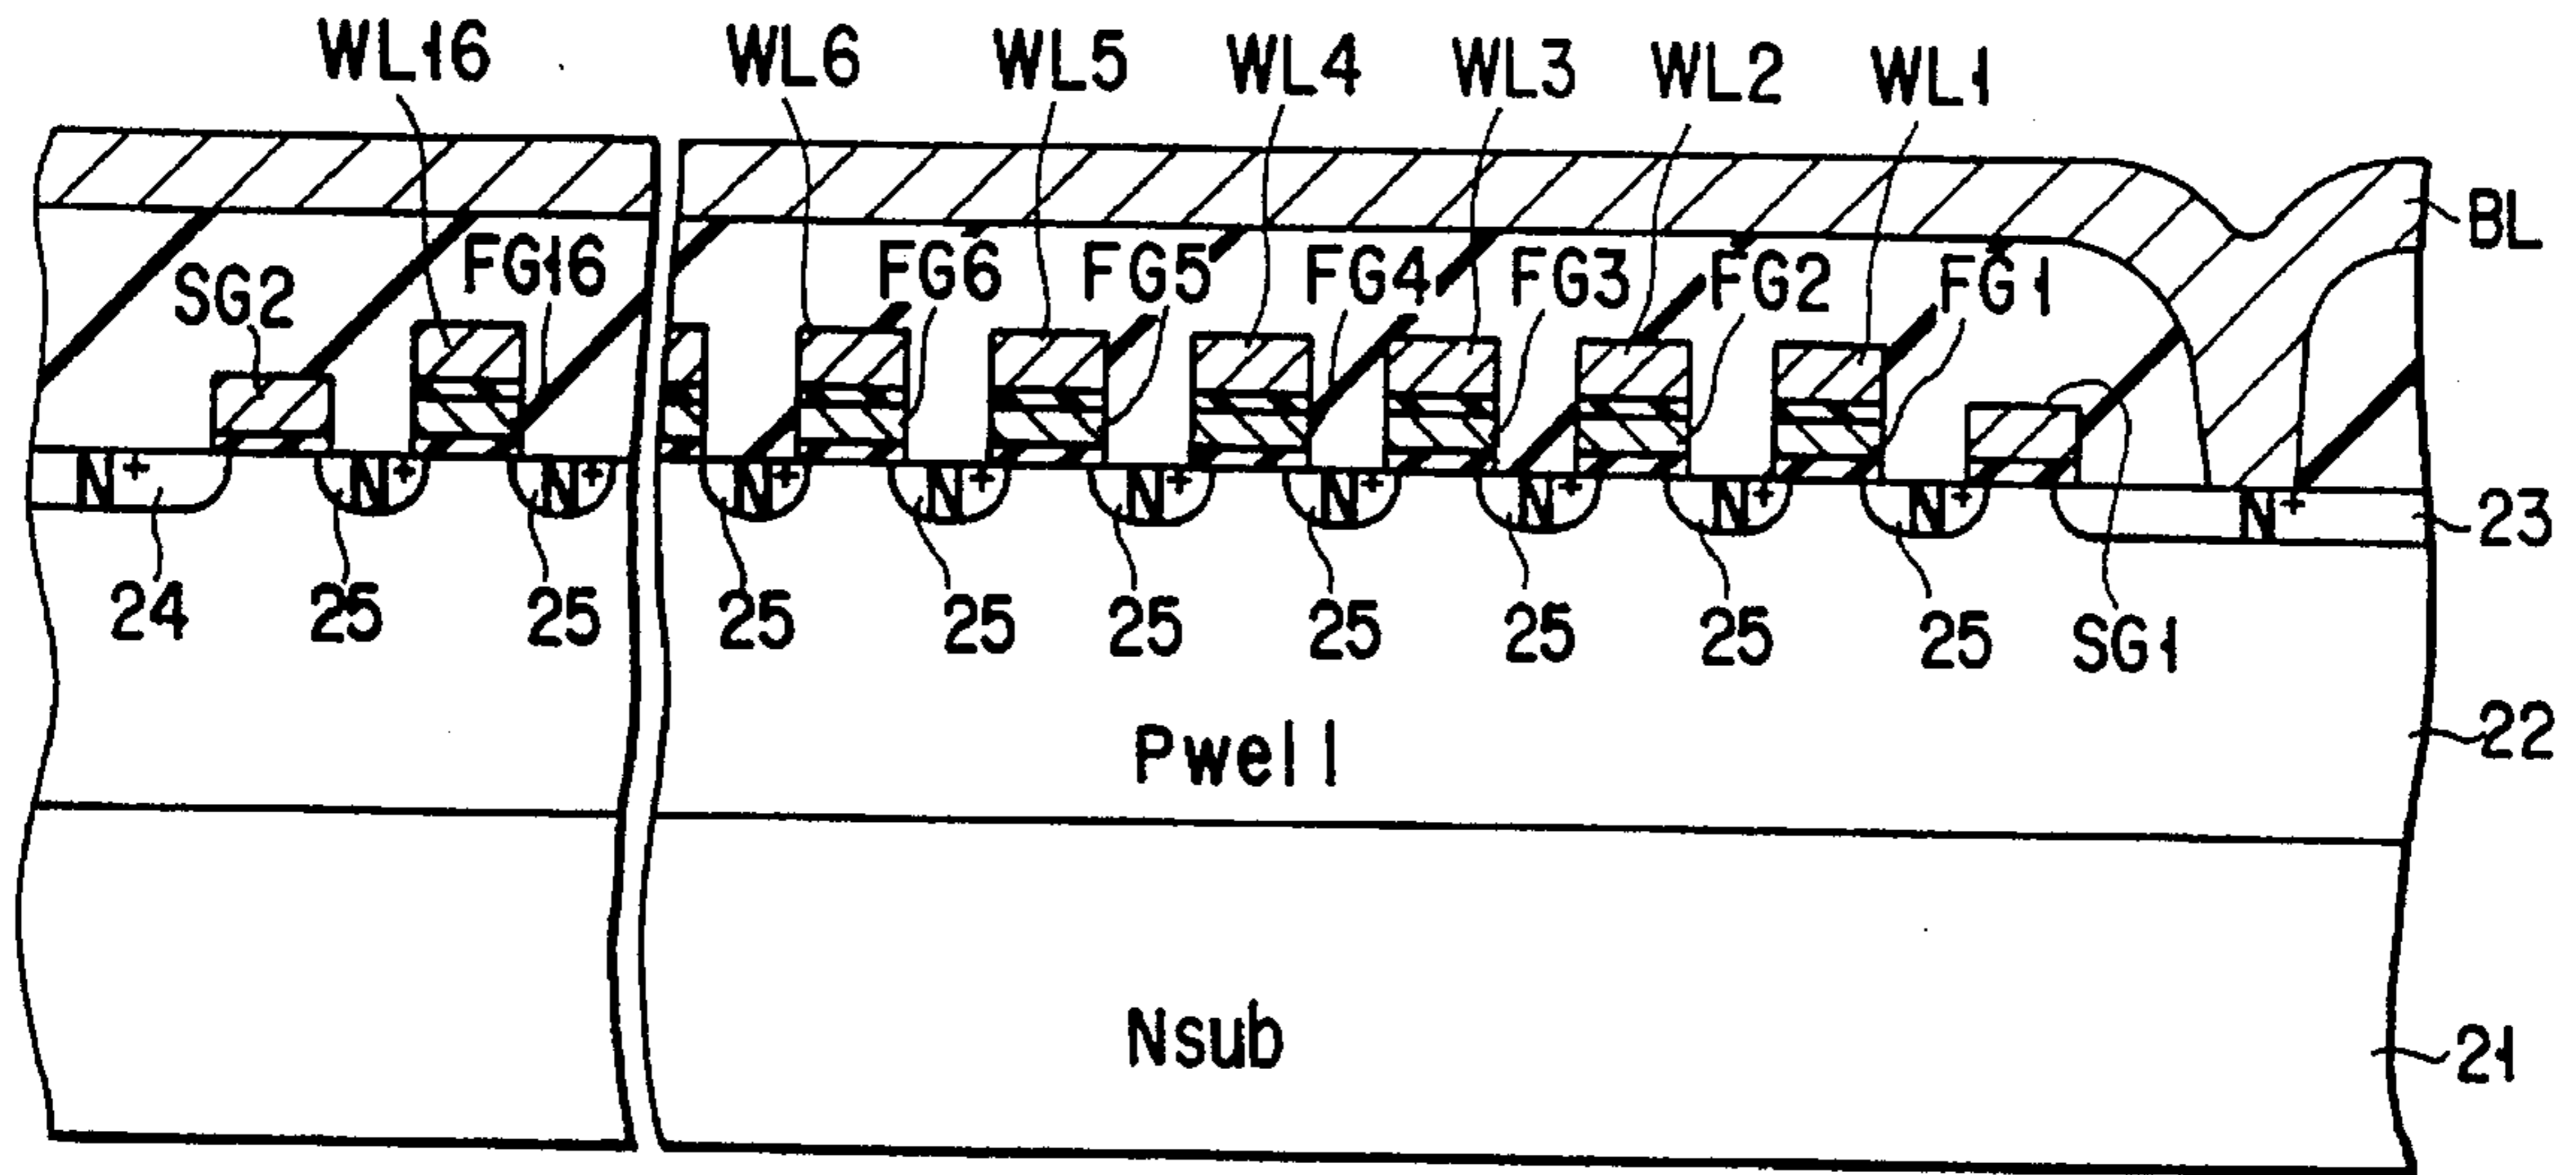 WL16 WL6 WL5 WL4 WL3 WL2 WL1
BL
SG2 FG16 FG6 FG5 FG4 FG3 FG2 FG1
N+ N+ N+ N+ N+ N+ N+ N+ N+ N+ N+ N+
23
24 25 25 25 25 25 25 25 25 25 SG1
Pwell
22
Nsub
21